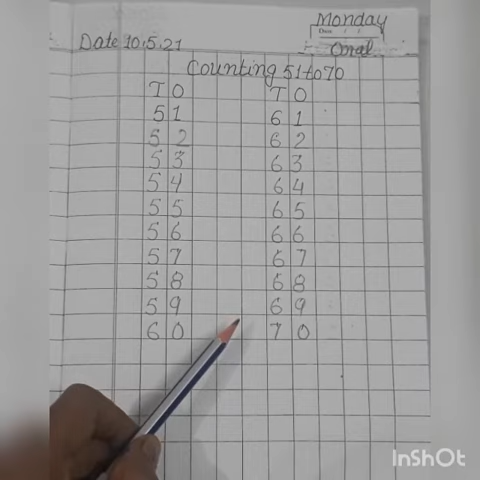 Monday
Date / /
Date 10.5.21
Oral
Counting 51 to 70
T O T O
5 1 6 1
5 2 6 2
5 3 6 3
5 4 6 4
5 5 6 5
5 6 6 6
5 7 6 7
5 8 6 8
5 9 6 9
6 0 7 0
InShOt